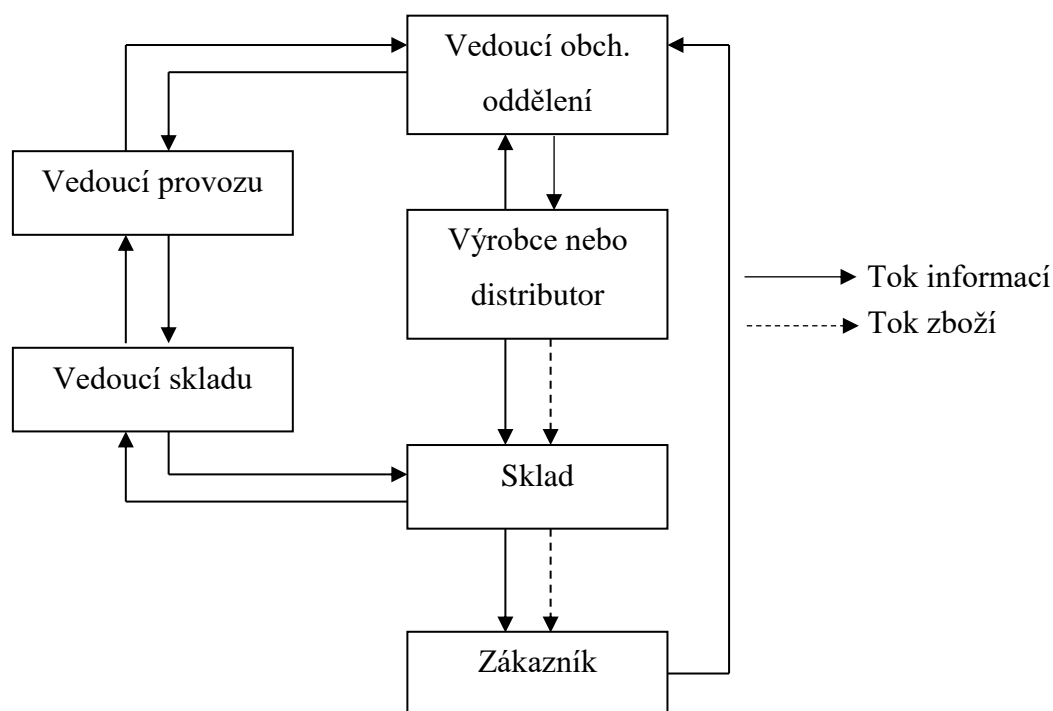 Vedoucí obch.
oddělení
Vedoucí provozu
Výrobce nebo
distributor
Tok informací
Tok zboží
Vedoucí skladu
Sklad
Zákazník